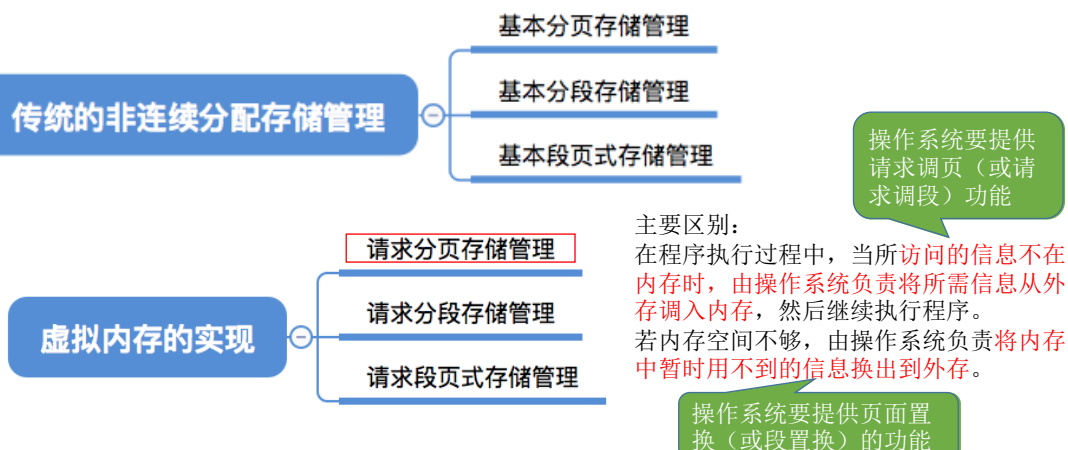 基本分页存储管理
基本分段存储管理
基本段页式存储管理
传统的非连续分配存储管理
操作系统要提供
请求调页（或请
求调段）功能
请求分页存储管理
请求分段存储管理
请求段页式存储管理
虚拟内存的实现
主要区别：
在程序执行过程中，当所访问的信息不在
内存时，由操作系统负责将所需信息从外
存调入内存，然后继续执行程序。
若内存空间不够，由操作系统负责将内存
中暂时用不到的信息换出到外存。
操作系统要提供页面置
换（或段置换）的功能